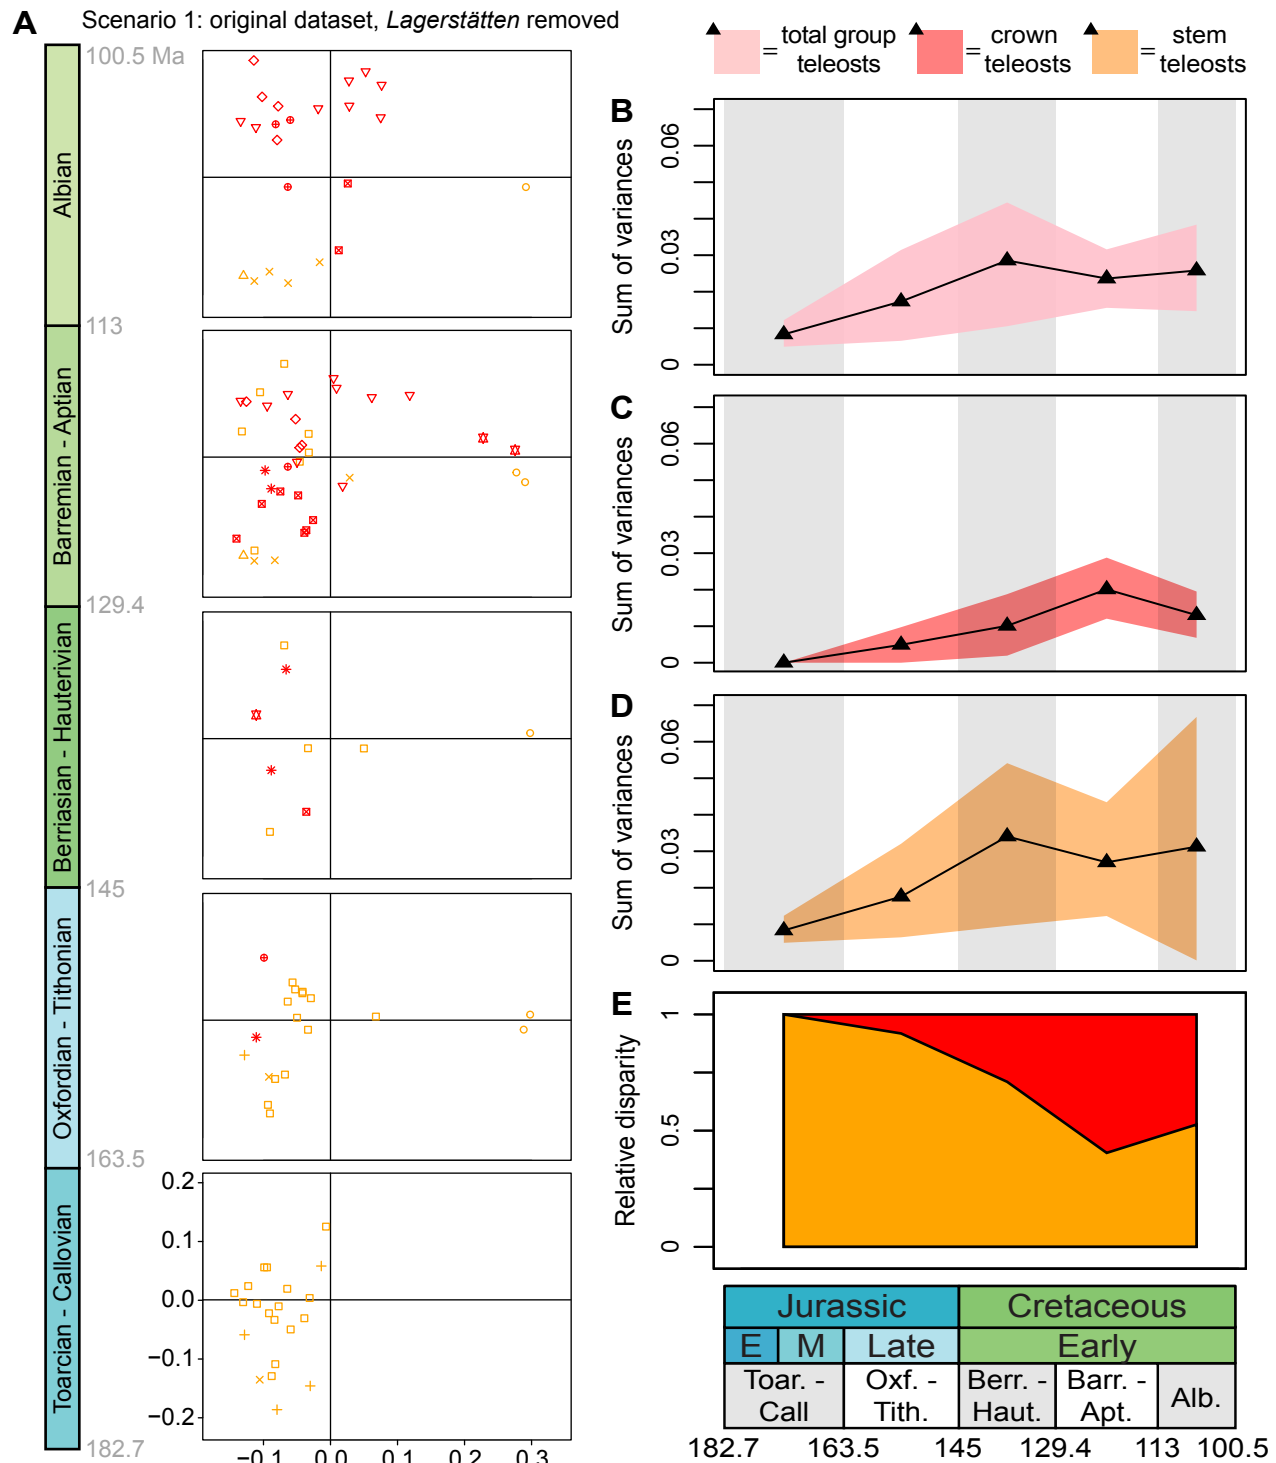 A
Scenario 1: original dataset, Lagerstätten removed
100.5 Ma
Albian
113
Barremian - Aptian
129.4
Berriasian - Hauterivian
145
Oxfordian - Tithonian
163.5
Toarcian - Callovian
182.7
0.2
0.1
0.0
−0.1
−0.2
−0.1 0.0 0.1 0.2 0.3
= total group teleosts
= crown teleosts
= stem teleosts
B
Sum of variances
0.06
0.03
0
C
Sum of variances
0.06
0.03
0
D
Sum of variances
0.06
0.03
0
E
Relative disparity
1
0.5
0
Jurassic Cretaceous
E M Late Early
Toar. - Call
Oxf. - Tith.
Berr. - Haut.
Barr. - Apt.
Alb.
182.7 163.5 145 129.4 113 100.5